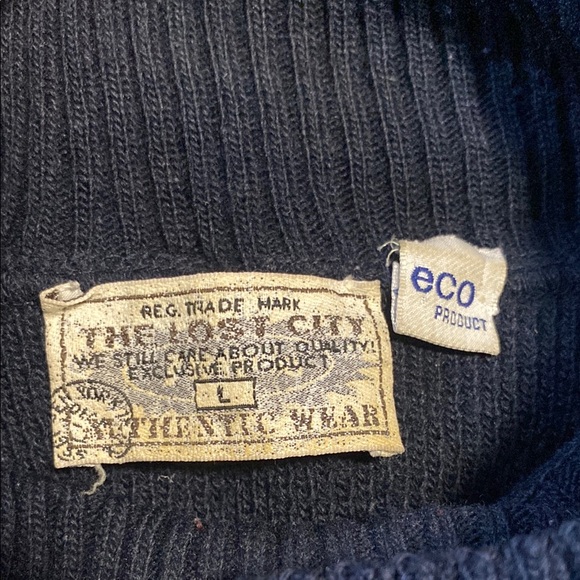 REG. TRADE MARK
THE LOST CITY
WE STILL CARE ABOUT QUALITY!
EXCLUSIVE PRODUCT
L
AUTHENTIC WEAR
eco
PRODUCT